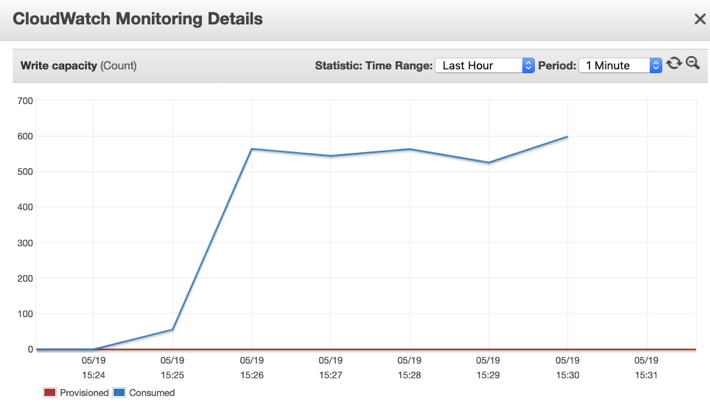 CloudWatch Monitoring Details
Write capacity (Count) Statistic: Time Range: Last Hour Period: 1 Minute
700
600
500
400
300
200
100
0
05/19 05/19 05/19 05/19 05/19 05/19 05/19 05/19
15:24 15:25 15:26 15:27 15:28 15:29 15:30 15:31
Provisioned Consumed